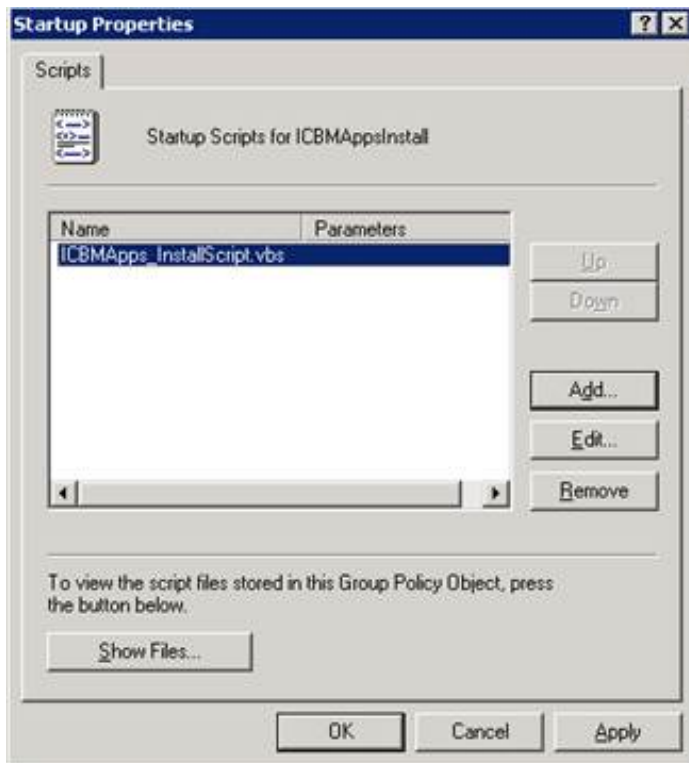 Startup Properties
Scripts
Startup Scripts for ICBMAppsInstall
Name Parameters
ICBMApps_InstallScript.vbs
Up
Down
Add...
Edit...
Remove
To view the script files stored in this Group Policy Object, press
the button below.
Show Files...
OK Cancel Apply